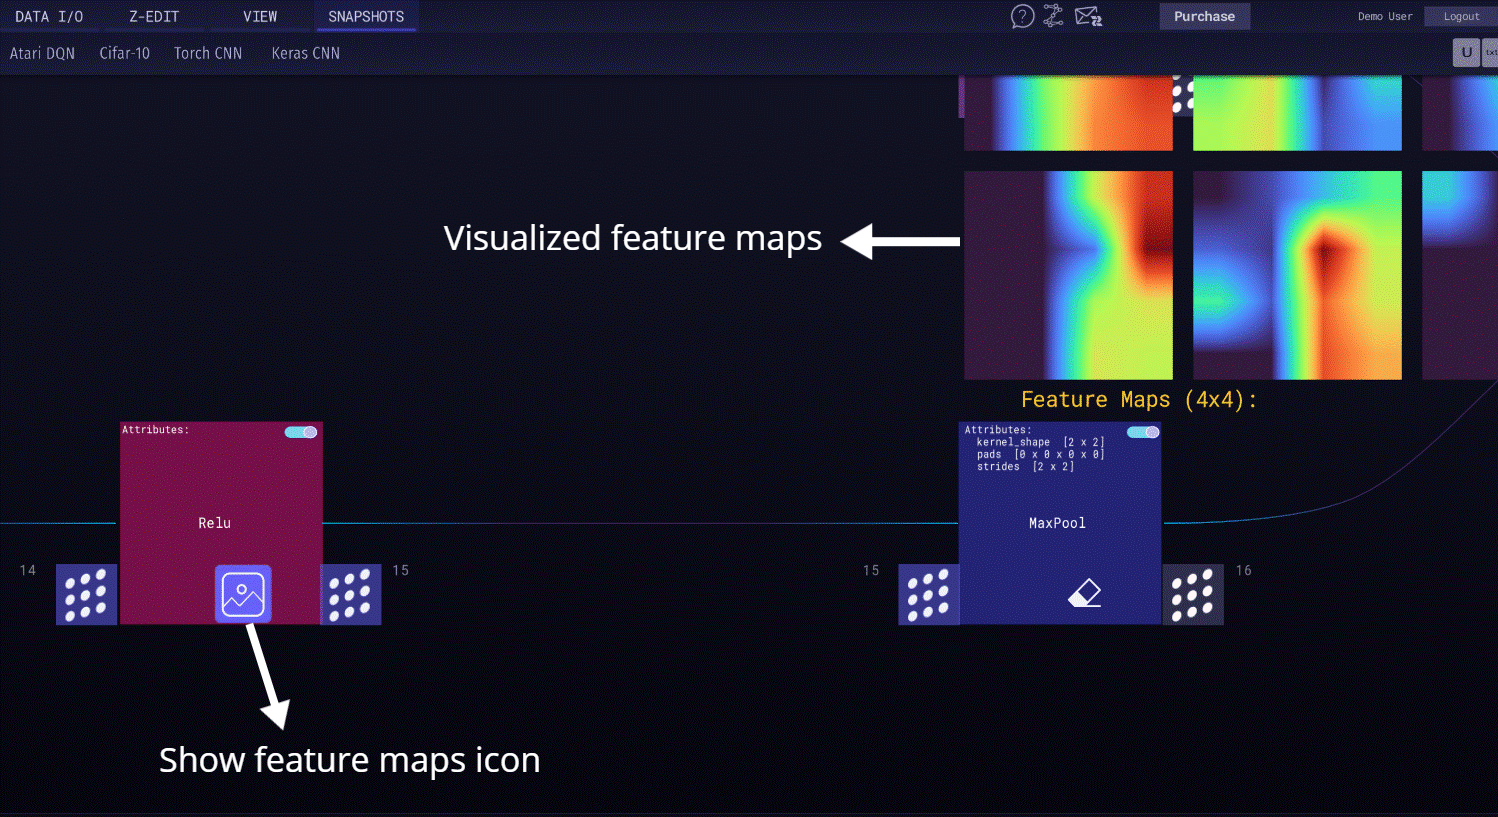 DATA I/O Z-EDIT VIEW SNAPSHOTS ? Purchase Demo User Logout
Atari DQN Cifar-10 Torch CNN Keras CNN U txt
Visualized feature maps
Feature Maps (4x4):
Attributes:
Relu
14
15
Attributes:
kernel_shape [2 x 2]
pads [0 x 0 x 0 x 0]
strides [2 x 2]
MaxPool
15
16
Show feature maps icon